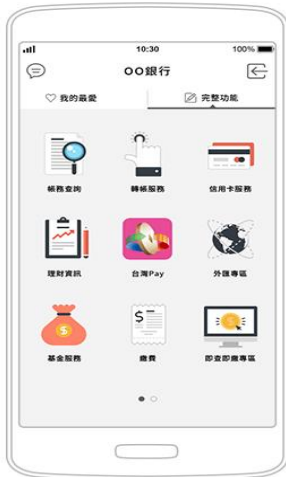 10:30
100%
OO銀行
我的最愛
完整功能
帳務查詢
轉帳服務
信用卡服務
理財資訊
台灣Pay
外匯專區
基金服務
繳費
即查即繳專區